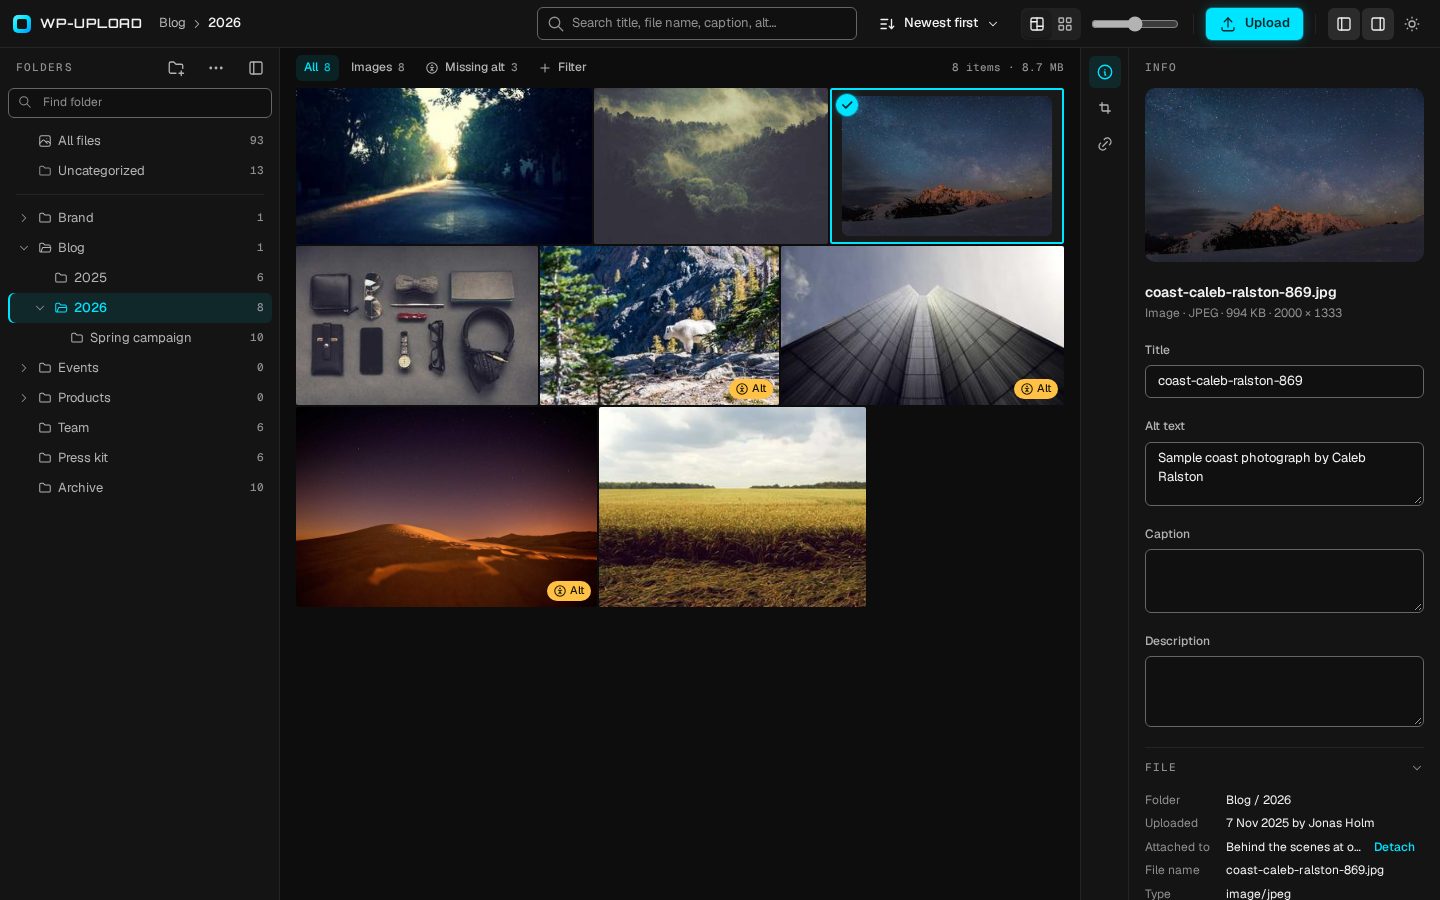 WP-UPLOAD
Blog > 2026
Search title, file name, caption, alt…
Newest first
Upload
FOLDERS
Find folder
All files 93
Uncategorized 13
Brand 1
Blog 1
2025 6
2026 8
Spring campaign 10
Events 0
Products 0
Team 6
Press kit 6
Archive 10
All 8
Images 8
Missing alt 3
Filter
8 items · 8.7 MB
Alt
Alt
Alt
INFO
coast-caleb-ralston-869.jpg
Image · JPEG · 994 KB · 2000 × 1333
Title
coast-caleb-ralston-869
Alt text
Sample coast photograph by Caleb
Ralston
Caption
Description
FILE
Folder Blog / 2026
Uploaded 7 Nov 2025 by Jonas Holm
Attached to Behind the scenes at o… Detach
File name coast-caleb-ralston-869.jpg
Type image/jpeg